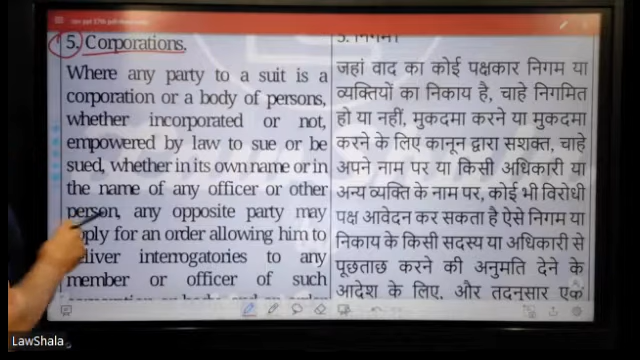 5. Corporations.
Where any party to a suit is a
corporation or a body of persons,
whether incorporated or not,
empowered by law to sue or be
sued, whether in its own name or in
the name of any officer or other
person, any opposite party may
apply for an order allowing him to
deliver interrogatories to any
member or officer of such
जहां वाद का कोई पक्षकार निगम या
व्यक्तियों का निकाय है, चाहे निगमित
हो या नहीं, मुकदमा करने या मुकदमा
करने के लिए कानून द्वारा सशक्त, चाहे
अपने नाम पर या किसी अधिकारी या
अन्य व्यक्ति के नाम पर, कोई भी विरोधी
पक्ष आवेदन कर सकता है ऐसे निगम या
निकाय के किसी सदस्य या अधिकारी से
पूछताछ करने की अनुमति देने के
आदेश के लिए, और तदनुसार एक
LawShala